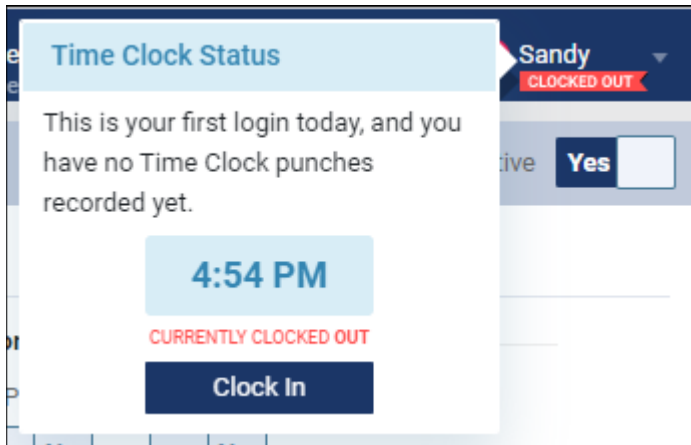 Time Clock Status
Sandy
CLOCKED OUT
This is your first login today, and you
have no Time Clock punches
recorded yet.
Yes
4:54 PM
CURRENTLY CLOCKED OUT
Clock In